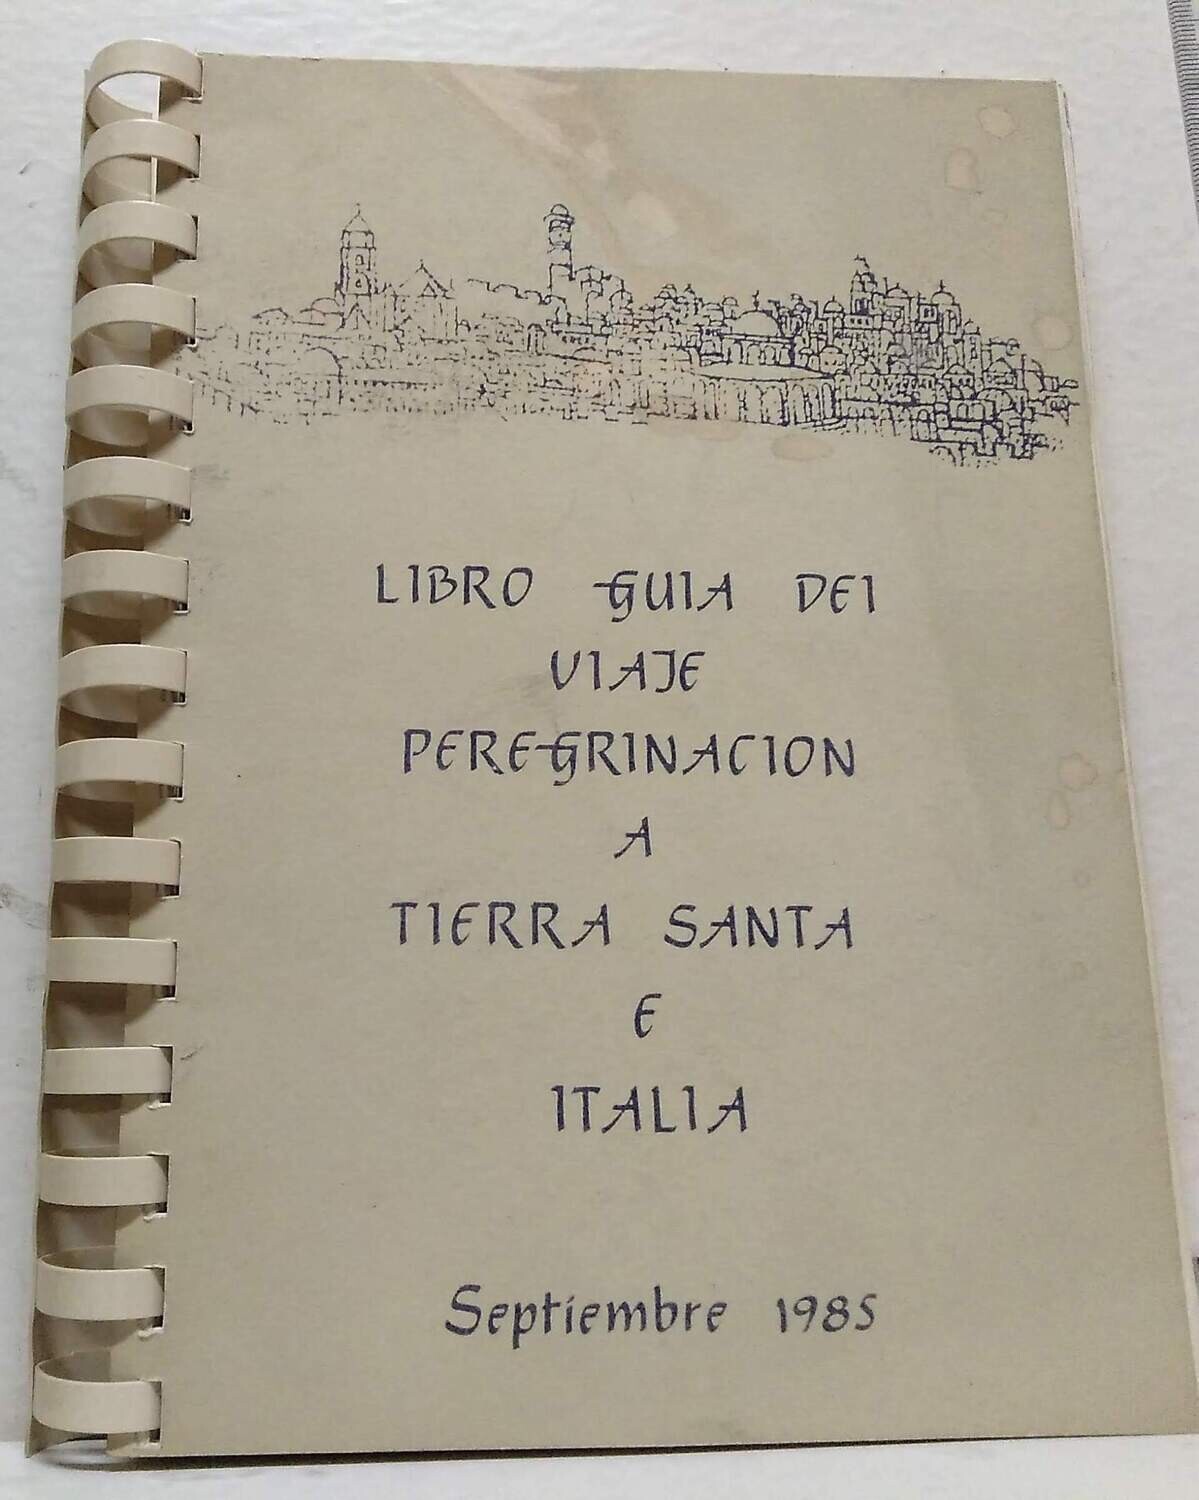 LIBRO GUIA DEl
VIAJE
PEREGRINACION
A
TIERRA SANTA
E
ITALIA
Septiembre 1985